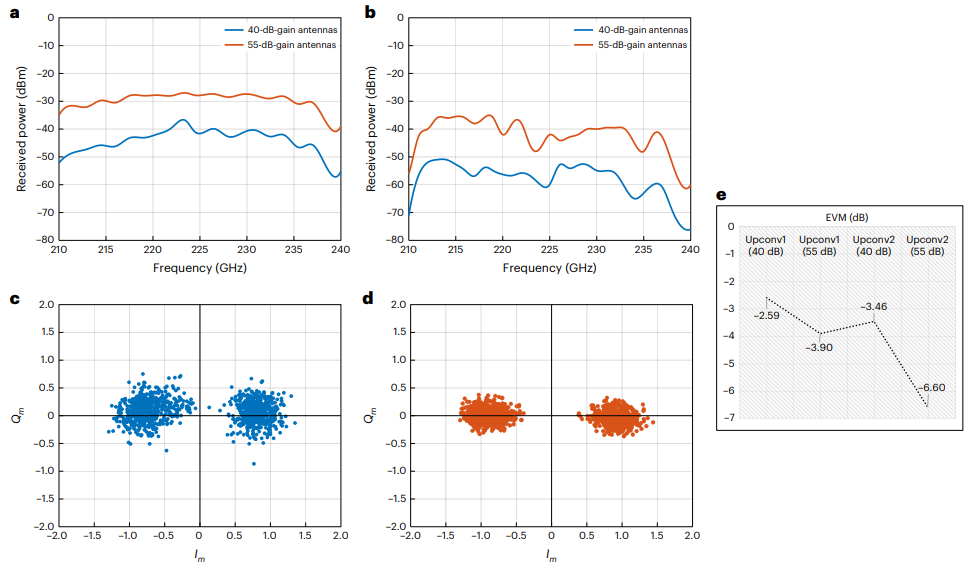 a
0
−10
−20
−30
−40
−50
−60
−70
−80
Received power (dBm)
40-dB-gain antennas
55-dB-gain antennas
210 215 220 225 230 235 240
Frequency (GHz)
b
0
−10
−20
−30
−40
−50
−60
−70
−80
Received power (dBm)
40-dB-gain antennas
55-dB-gain antennas
210 215 220 225 230 235 240
Frequency (GHz)
c
2.0
1.5
1.0
0.5
0
−0.5
−1.0
−1.5
−2.0
Qm
−2.0 −1.5 −1.0 −0.5 0 0.5 1.0 1.5 2.0
Im
d
2.0
1.5
1.0
0.5
0
−0.5
−1.0
−1.5
−2.0
Qm
−2.0 −1.5 −1.0 −0.5 0 0.5 1.0 1.5 2.0
Im
e
EVM (dB)
0
−1
−2
−3
−4
−5
−6
−7
Upconv1 Upconv1 Upconv2 Upconv2
(40 dB) (55 dB) (40 dB) (55 dB)
−2.59
−3.90
−3.46
−6.60